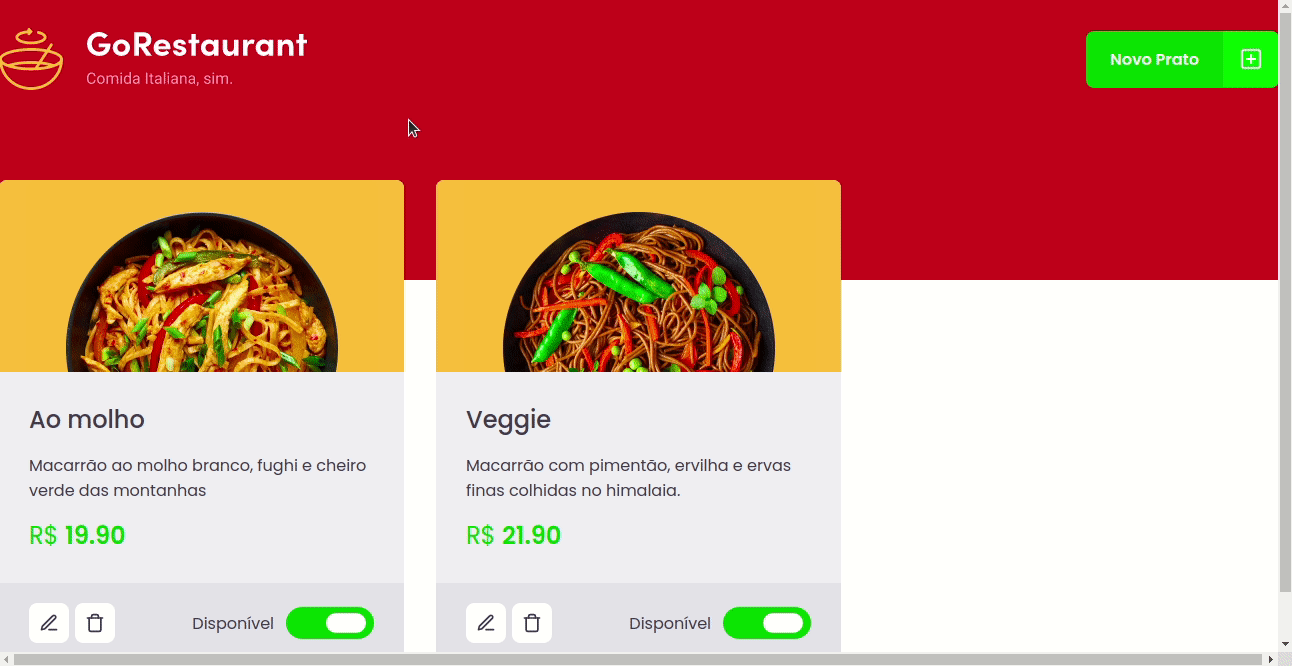 GoRestaurant
Comida Italiana, sim.
Novo Prato
Ao molho
Macarrão ao molho branco, fughi e cheiro
verde das montanhas
R$ 19.90
Disponível
Veggie
Macarrão com pimentão, ervilha e ervas
finas colhidas no himalaia.
R$ 21.90
Disponível